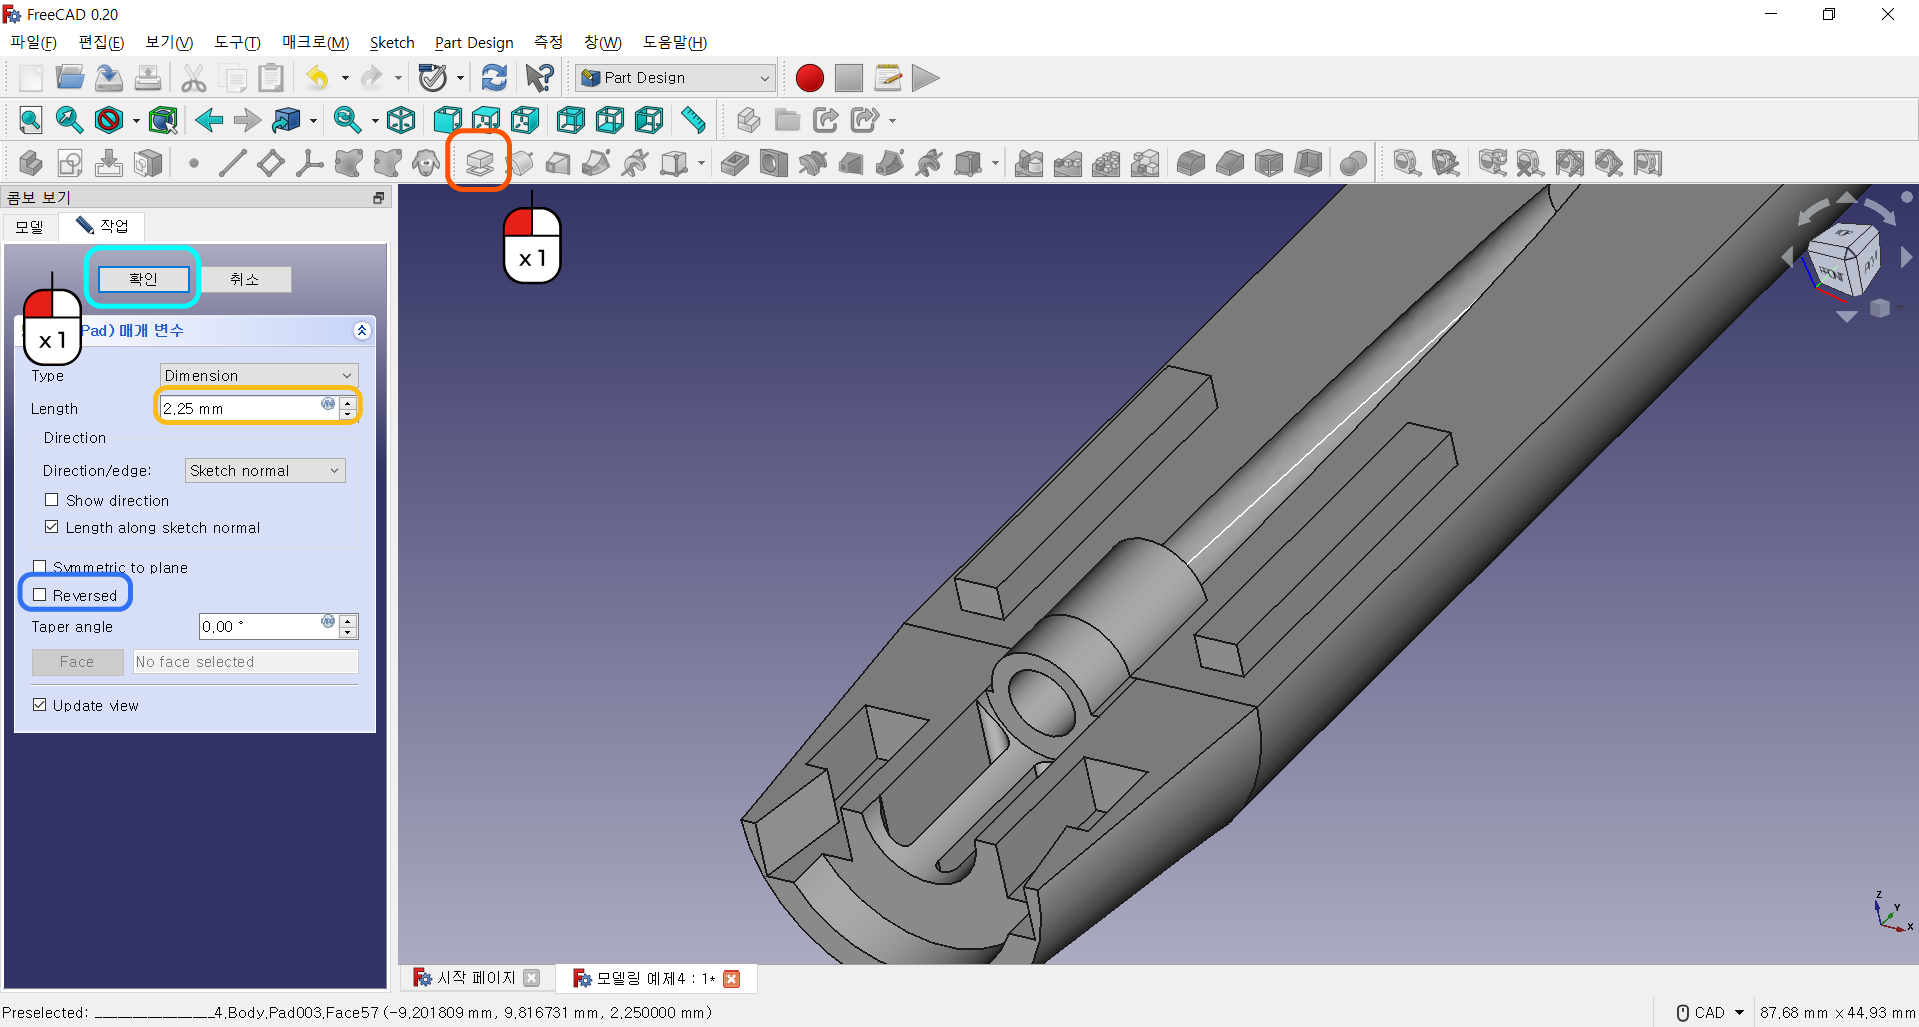 FreeCAD 0.20
파일(F) 편집(E) 보기(V) 도구(T) 매크로(M) Sketch Part Design 측정 창(W) 도움말(H)
Part Design
콤보 보기
모델 작업
확인 취소
x 1
x 1
Pad) 매개 변수
Type Dimension
Length 2.25 mm
Direction
Direction/edge: Sketch normal
Show direction
Length along sketch normal
Symmetric to plane
Reversed
Taper angle 0.00 °
Face No face selected
Update view
FRONT
Z
Y
X
시작 페이지 모델링 예제4 : 1*
Preselected: ________________4.Body.Pad003.Face57 (-9.201809 mm, 9.816731 mm, 2.250000 mm) CAD 87.68 mm x 44.93 mm